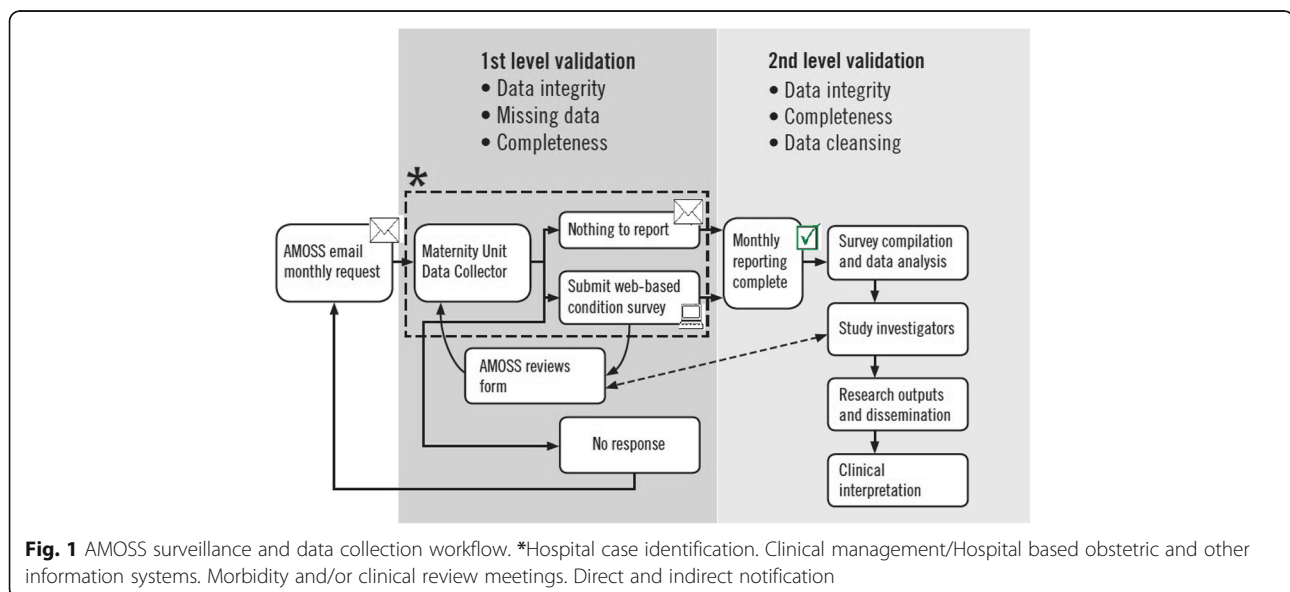 1st level validation
• Data integrity
• Missing data
• Completeness
2nd level validation
• Data integrity
• Completeness
• Data cleansing
*
AMOSS email
monthly request
Maternity Unit
Data Collector
Nothing to report
Submit web-based
condition survey
Monthly
reporting
complete
Survey compilation
and data analysis
AMOSS reviews
form
Study investigators
No response
Research outputs
and dissemination
Clinical
interpretation
Fig. 1 AMOSS surveillance and data collection workflow. *Hospital case identification. Clinical management/Hospital based obstetric and other
information systems. Morbidity and/or clinical review meetings. Direct and indirect notification